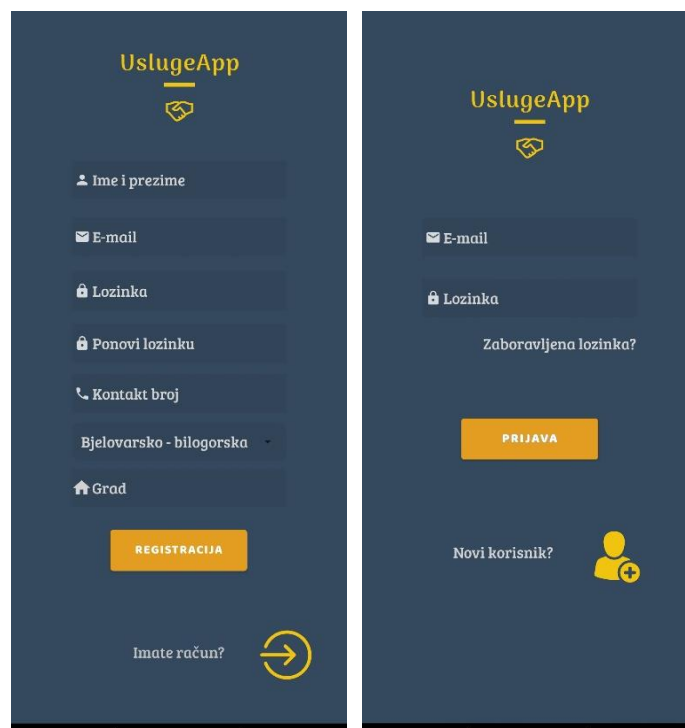 UslugeApp
Ime i prezime
E-mail
Lozinka
Ponovi lozinku
Kontakt broj
Bjelovarsko - bilogorska
Grad
REGISTRACIJA
Imate račun?
UslugeApp
E-mail
Lozinka
Zaboravljena lozinka?
PRIJAVA
Novi korisnik?